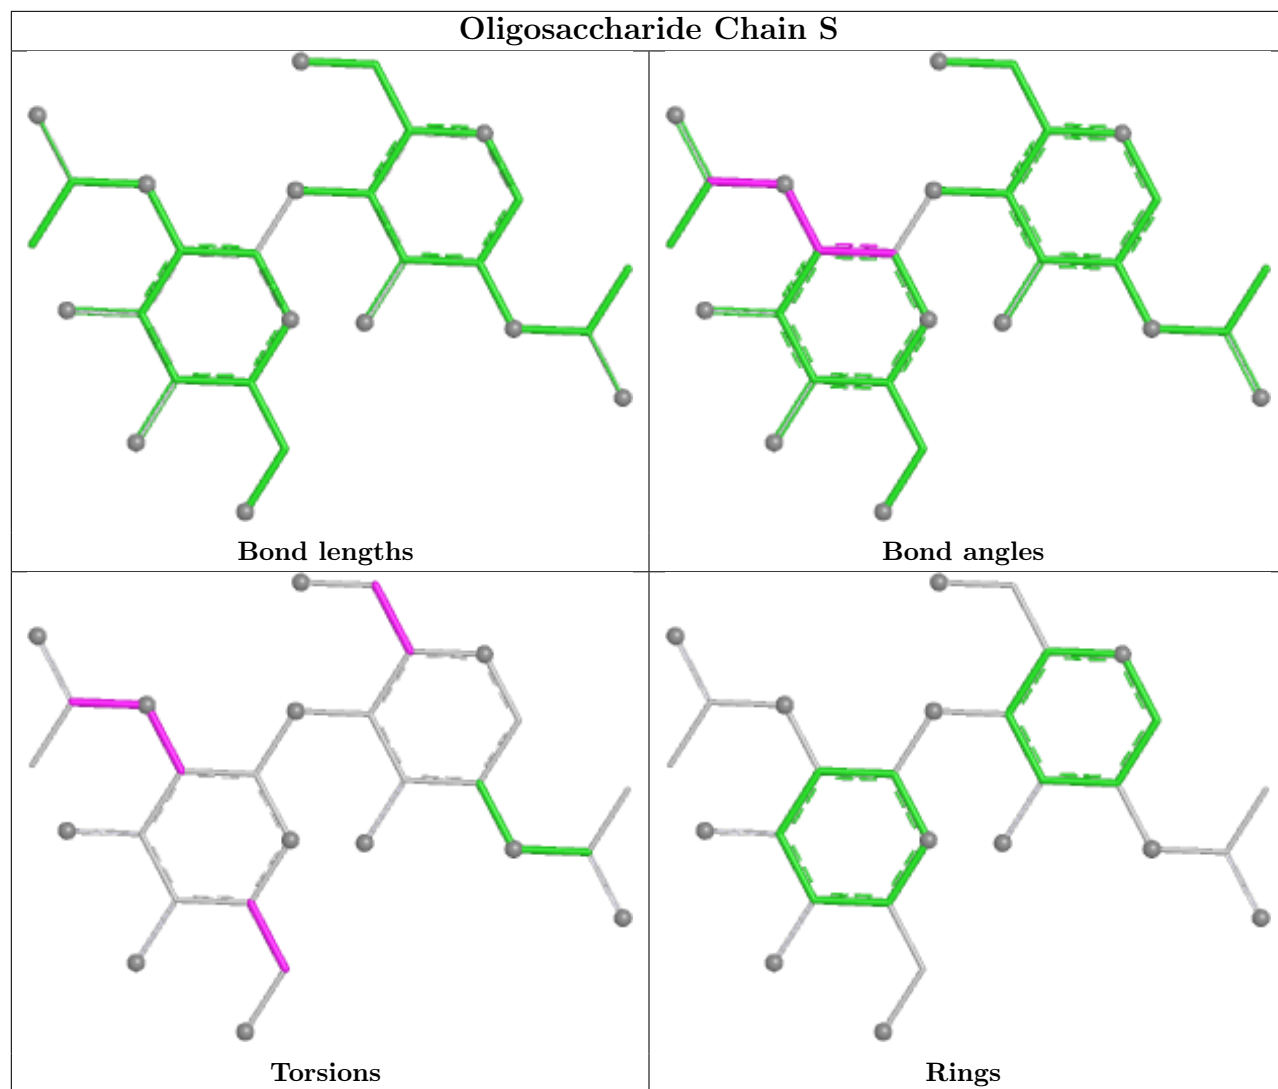 Oligosaccharide Chain S
Bond lengths
Bond angles
Torsions
Rings